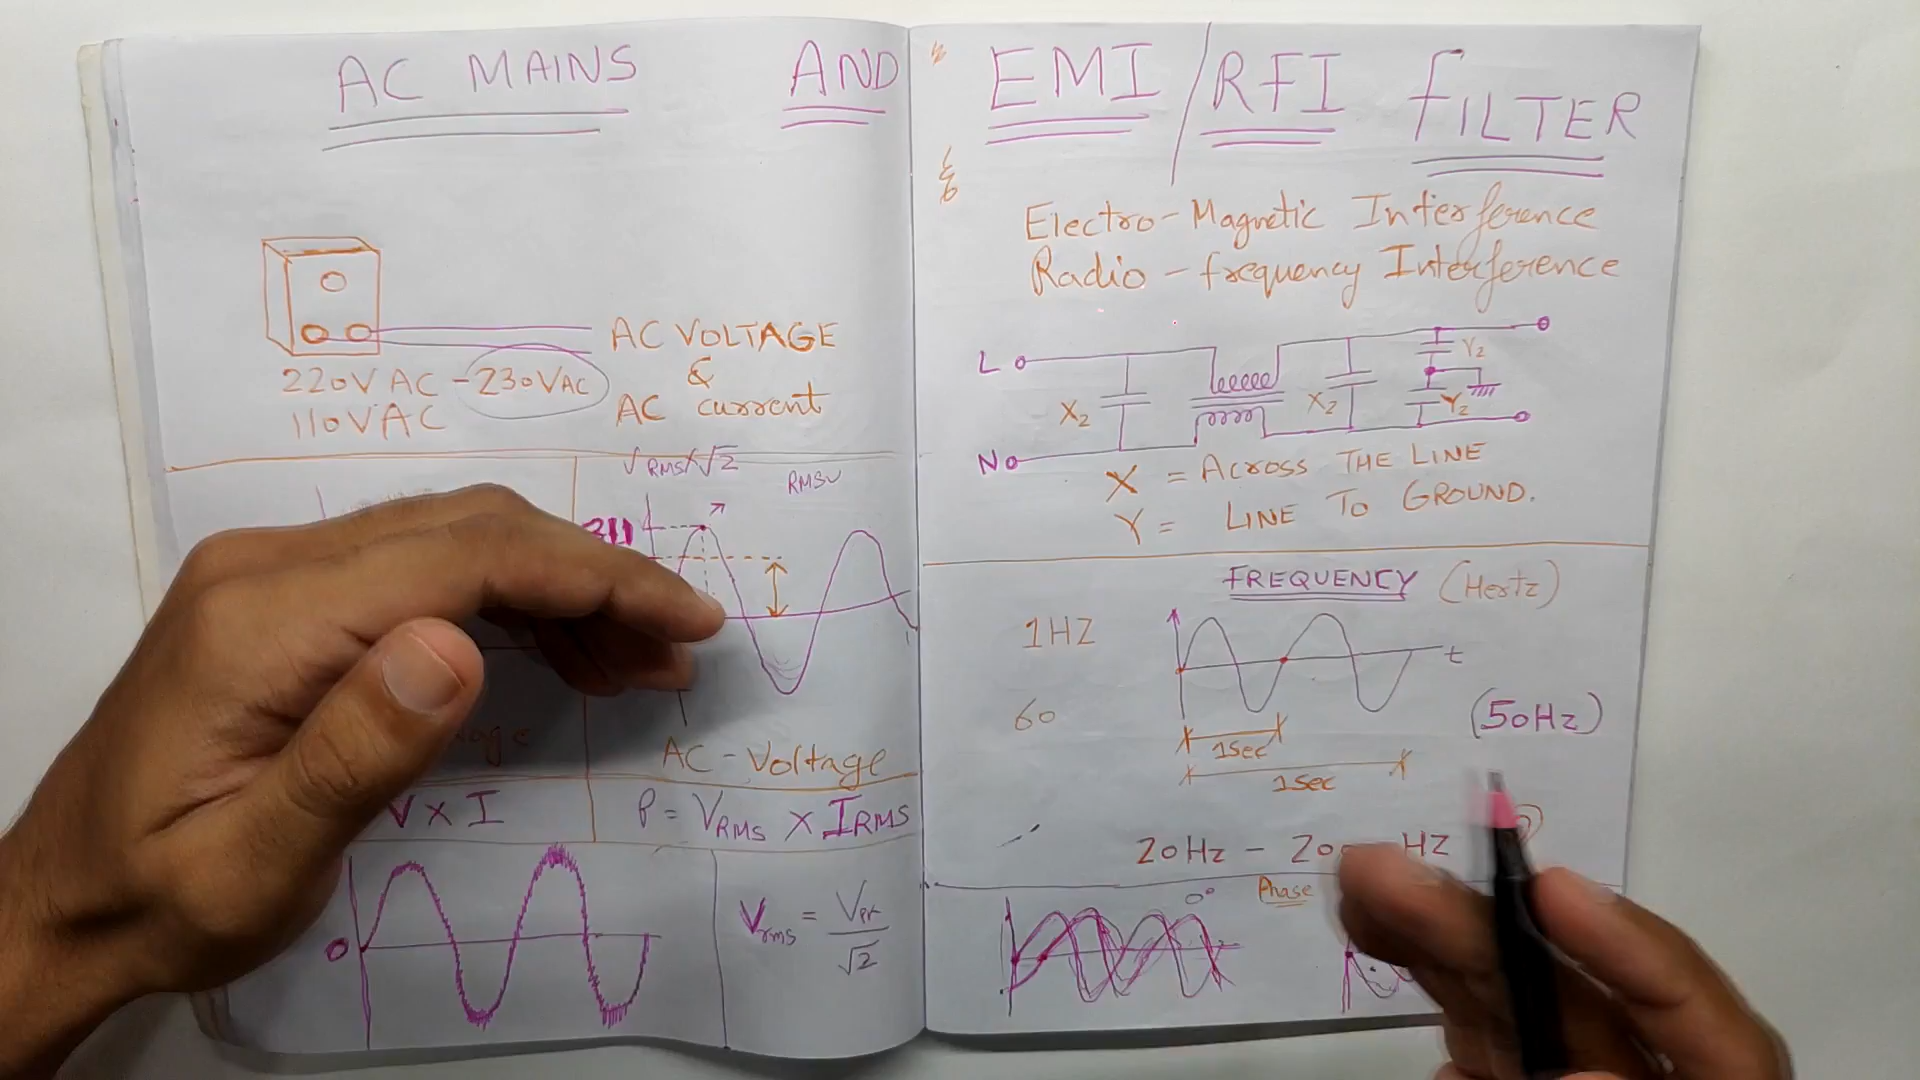 AC MAINS AND
220V AC - 230VAC
110VAC
AC VOLTAGE
&
AC current
VRMS X √2
RMSV
311
AC - Voltage
V X I
P = VRMS X IRMS
0
Vrms = Vpk / √2
EMI / RFI FILTER
Electro - Magnetic Interference
Radio - frequency Interference
L
N
X2
X2
Y2
Y2
X = ACROSS THE LINE
Y = LINE TO GROUND.
FREQUENCY (Hertz)
1HZ
60
t
(50Hz)
1Sec
1Sec
20Hz - HZ
Phase
0°